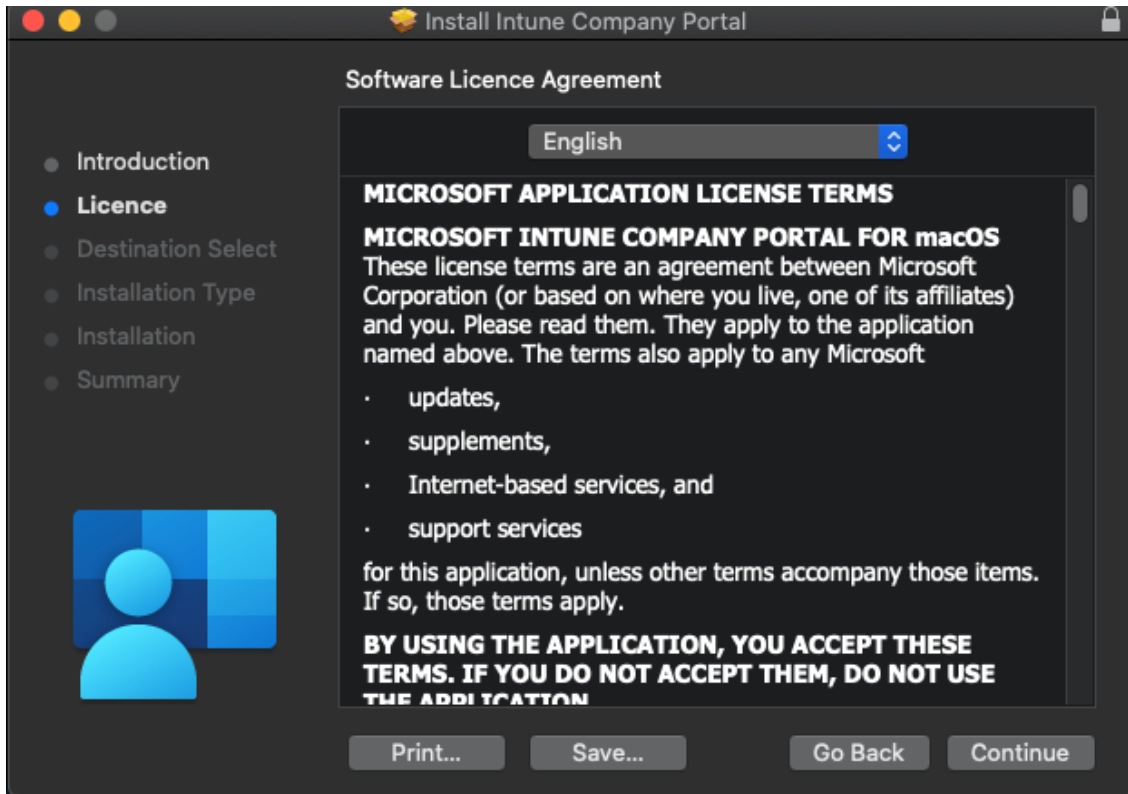 Install Intune Company Portal
Software Licence Agreement
Introduction
Licence
Destination Select
Installation Type
Installation
Summary
English
MICROSOFT APPLICATION LICENSE TERMS
MICROSOFT INTUNE COMPANY PORTAL FOR macOS
These license terms are an agreement between Microsoft
Corporation (or based on where you live, one of its affiliates)
and you. Please read them. They apply to the application
named above. The terms also apply to any Microsoft
· updates,
· supplements,
· Internet-based services, and
· support services
for this application, unless other terms accompany those items.
If so, those terms apply.
BY USING THE APPLICATION, YOU ACCEPT THESE
TERMS. IF YOU DO NOT ACCEPT THEM, DO NOT USE
THE APPLICATION
Print...
Save...
Go Back
Continue